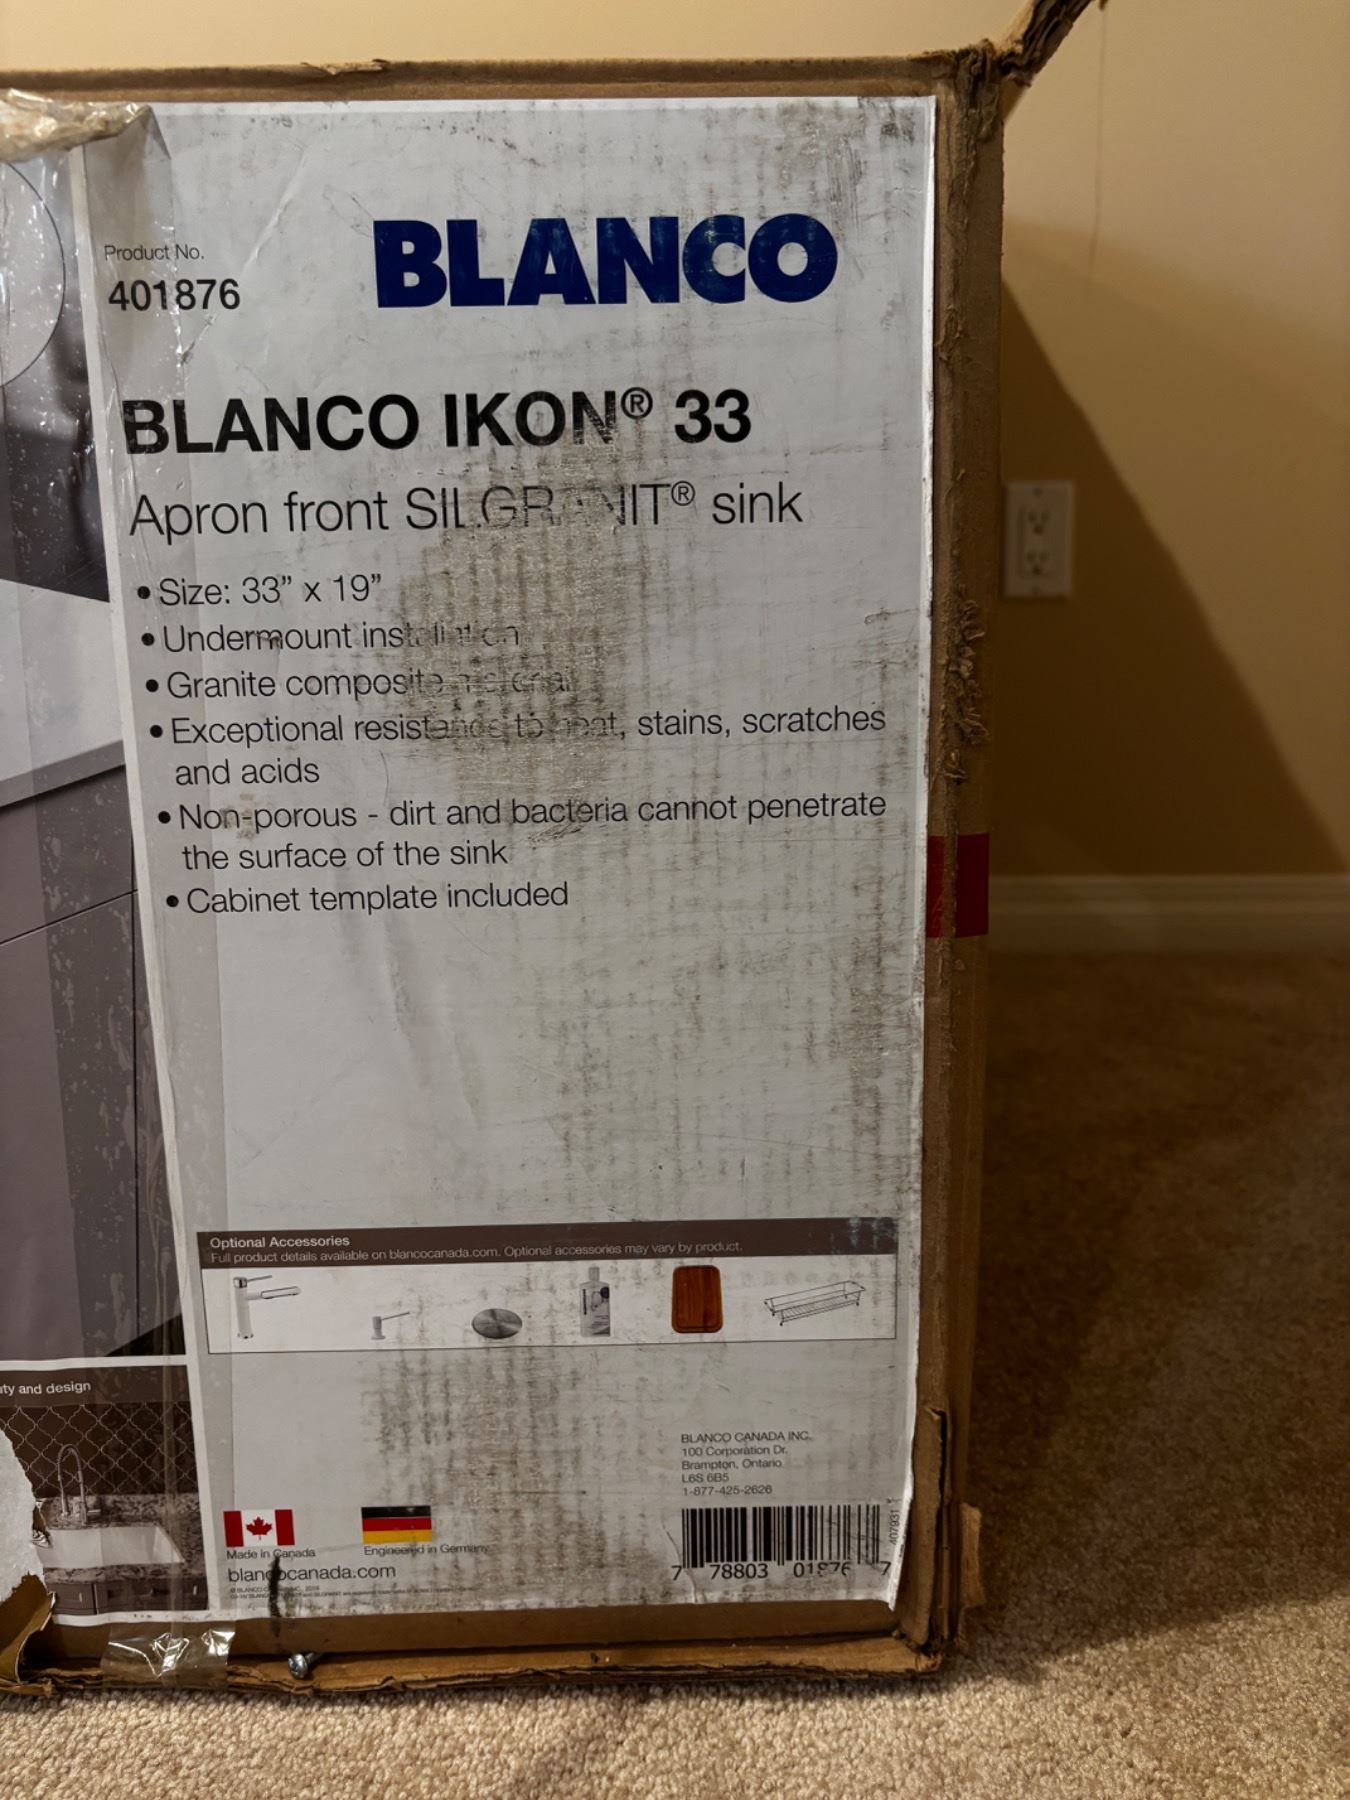 Product No.
401876
BLANCO
BLANCO IKON® 33
Apron front SILGRANIT® sink
• Size: 33” x 19”
• Undermount installation
• Granite composite material
• Exceptional resistance to heat, stains, scratches
and acids
• Non-porous - dirt and bacteria cannot penetrate
the surface of the sink
• Cabinet template included
Optional Accessories
Full product details available on blancocanada.com. Optional accessories may vary by product.
ty and design
BLANCO CANADA INC.
100 Corporation Dr.
Brampton, Ontario
L6S 6B5
1-877-425-2626
Made in Canada
Engineered in Germany
blancocanada.com
7 78803 01876 7
407931